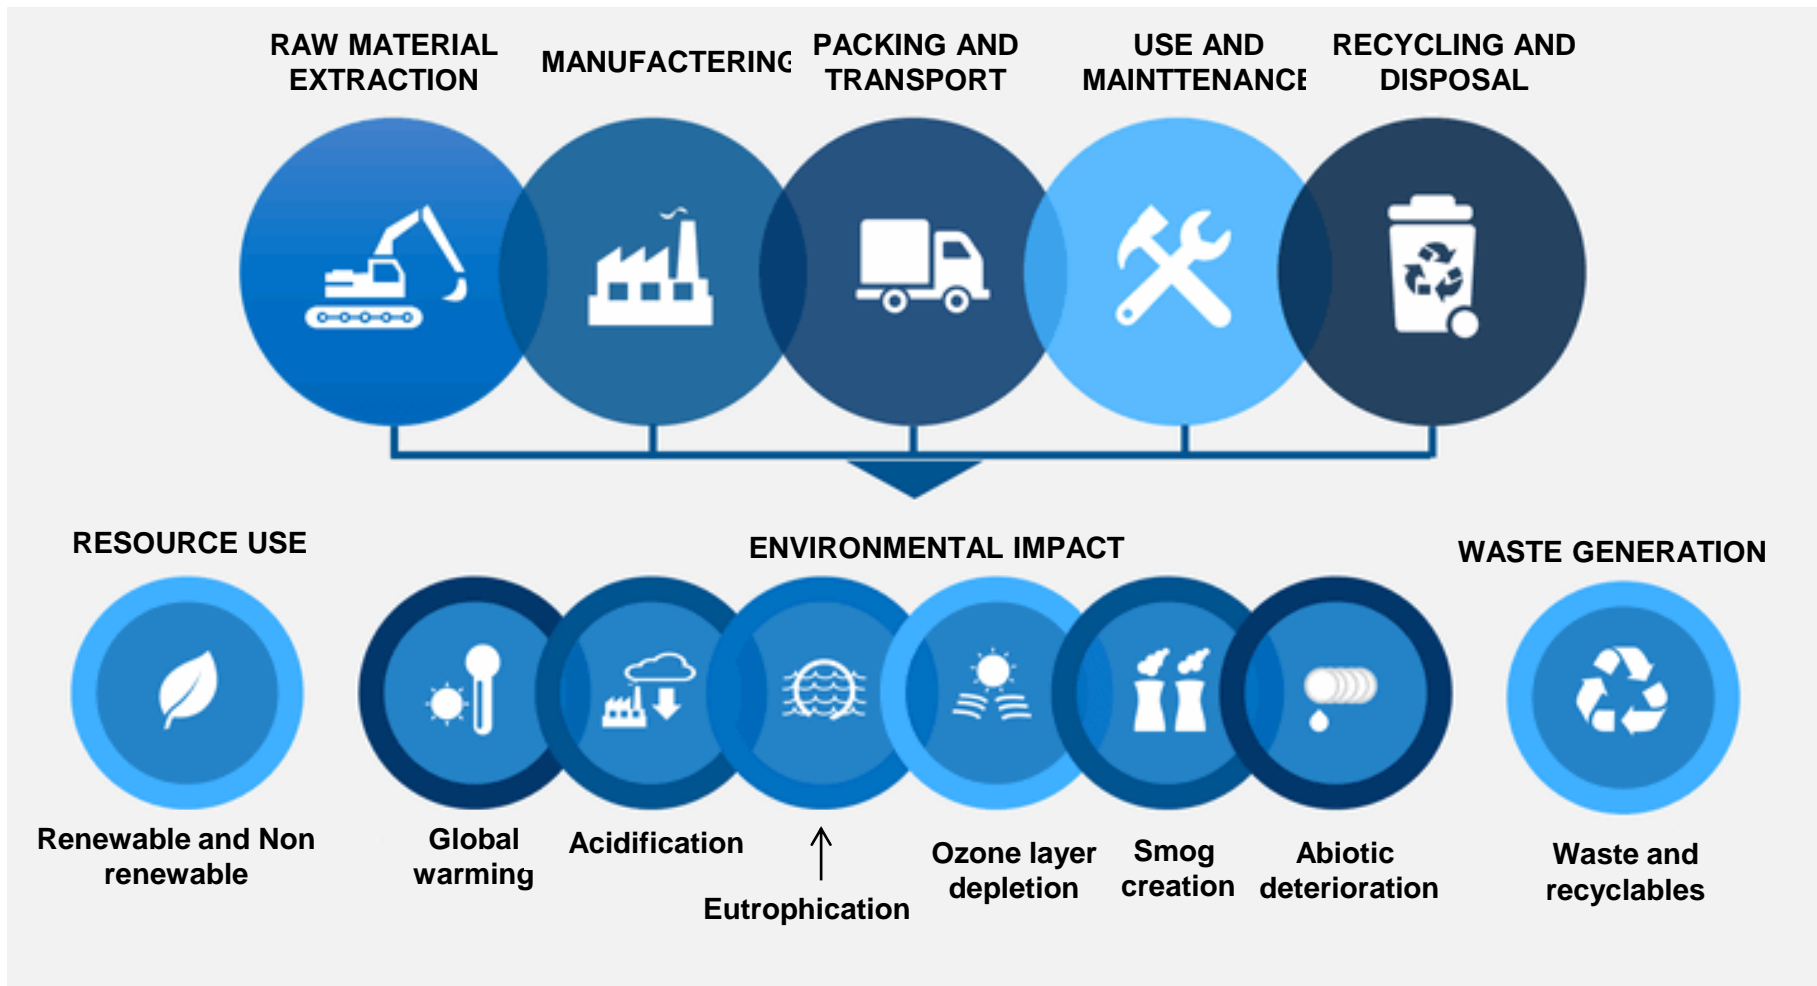 RAW MATERIAL
EXTRACTION
MANUFACTERING
PACKING AND
TRANSPORT
USE AND
MAINTTENANCE
RECYCLING AND
DISPOSAL
RESOURCE USE
ENVIRONMENTAL IMPACT
WASTE GENERATION
Renewable and Non
renewable
Global
warming
Acidification
Eutrophication
Ozone layer
depletion
Smog
creation
Abiotic
deterioration
Waste and
recyclables